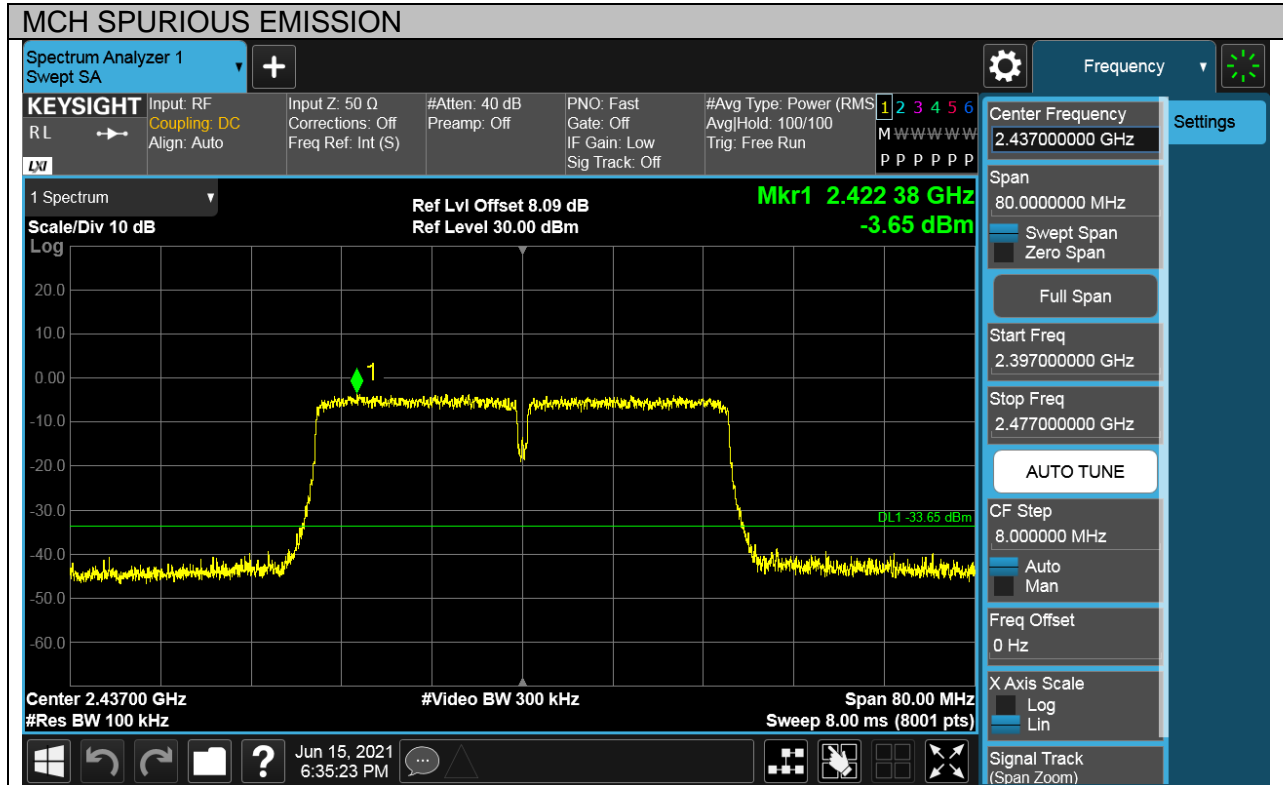 MCH SPURIOUS EMISSION
Spectrum Analyzer 1
Swept SA
Frequency
KEYSIGHT
R L
LXI
Input: RF
Coupling: DC
Align: Auto
Input Z: 50 Ω
Corrections: Off
Freq Ref: Int (S)
#Atten: 40 dB
Preamp: Off
PNO: Fast
Gate: Off
IF Gain: Low
Sig Track: Off
#Avg Type: Power (RMS
Avg|Hold: 100/100
Trig: Free Run
1 2 3 4 5 6
M W W W W W
P P P P P P
1 Spectrum
Scale/Div 10 dB
Log
Ref Lvl Offset 8.09 dB
Ref Level 30.00 dBm
Mkr1 2.422 38 GHz
-3.65 dBm
20.0
10.0
0.00
-10.0
-20.0
-30.0
-40.0
-50.0
-60.0
1
DL1 -33.65 dBm
Center 2.43700 GHz
#Res BW 100 kHz
#Video BW 300 kHz
Span 80.00 MHz
Sweep 8.00 ms (8001 pts)
Center Frequency
2.437000000 GHz
Settings
Span
80.0000000 MHz
Swept Span
Zero Span
Full Span
Start Freq
2.397000000 GHz
Stop Freq
2.477000000 GHz
AUTO TUNE
CF Step
8.000000 MHz
Auto
Man
Freq Offset
0 Hz
X Axis Scale
Log
Lin
Signal Track
(Span Zoom)
?
Jun 15, 2021
6:35:23 PM